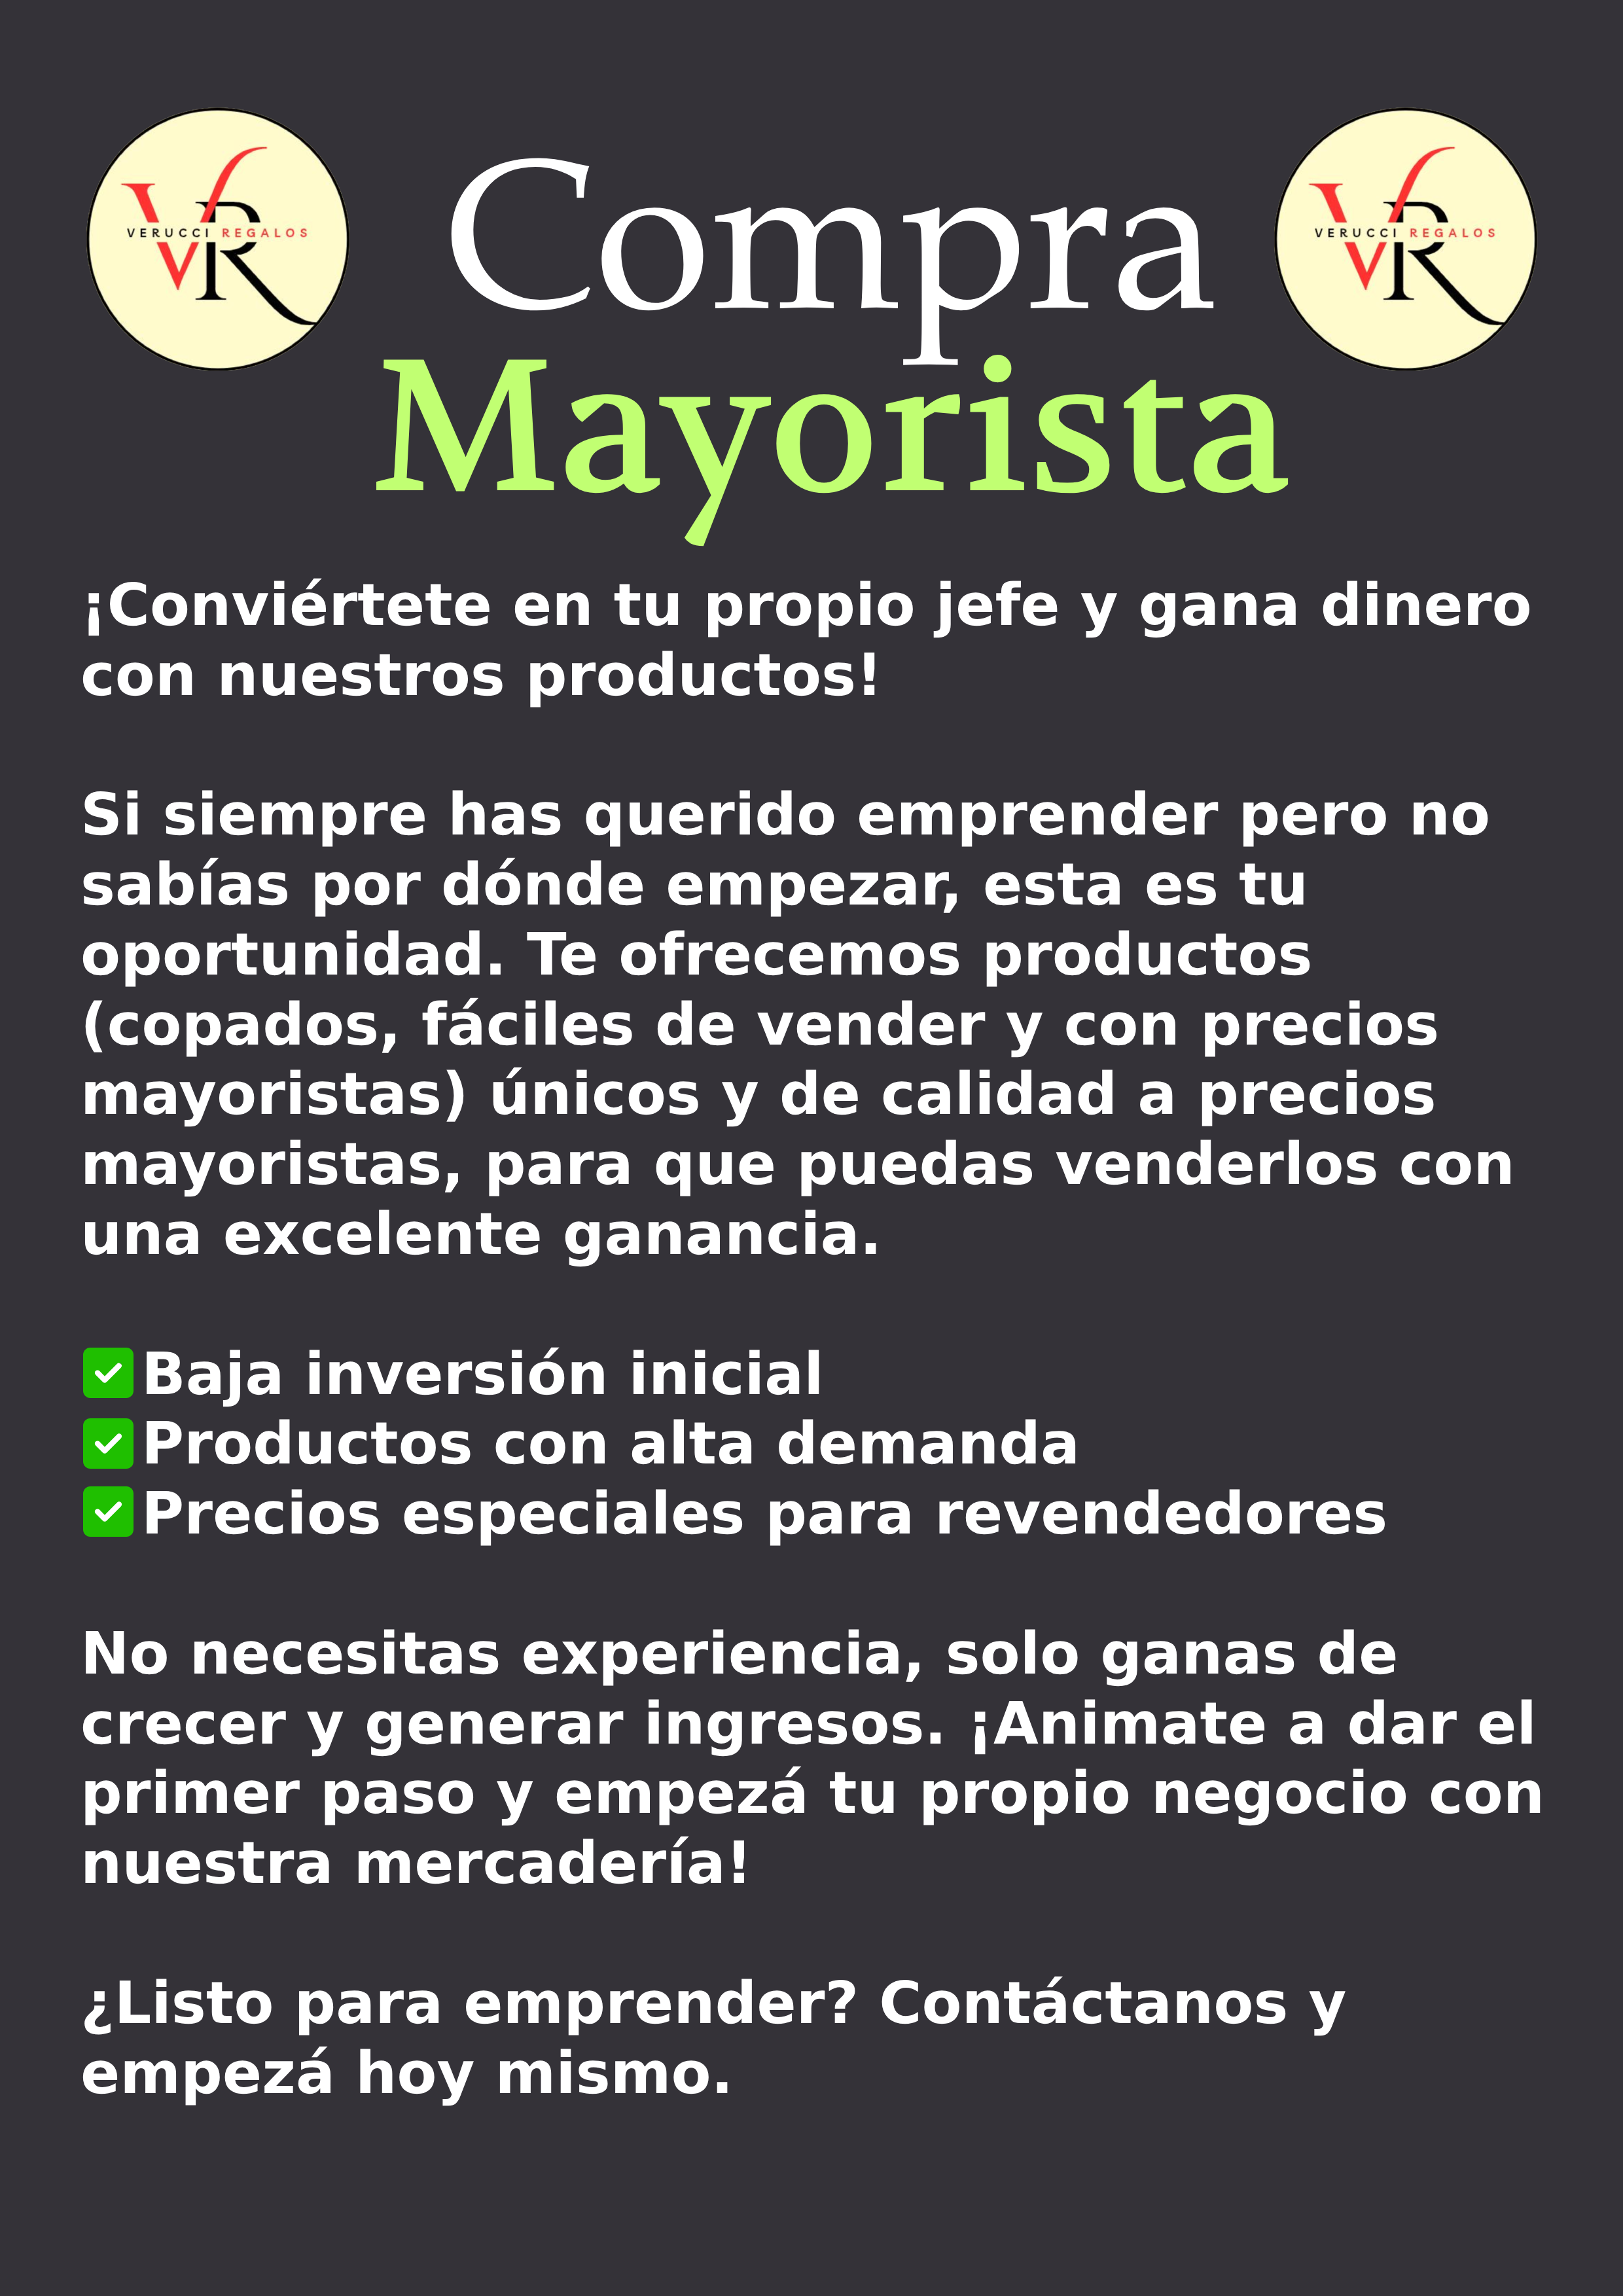 VR
VERUCCI REGALOS
Compra
VR
VERUCCI REGALOS
Mayorista
¡Conviértete en tu propio jefe y gana dinero
con nuestros productos!
Si siempre has querido emprender pero no
sabías por dónde empezar, esta es tu
oportunidad. Te ofrecemos productos
(copados, fáciles de vender y con precios
mayoristas) únicos y de calidad a precios
mayoristas, para que puedas venderlos con
una excelente ganancia.
✅Baja inversión inicial
✅Productos con alta demanda
✅Precios especiales para revendedores
No necesitas experiencia, solo ganas de
crecer y generar ingresos. ¡Animate a dar el
primer paso y empezá tu propio negocio con
nuestra mercadería!
¿Listo para emprender? Contáctanos y
empezá hoy mismo.